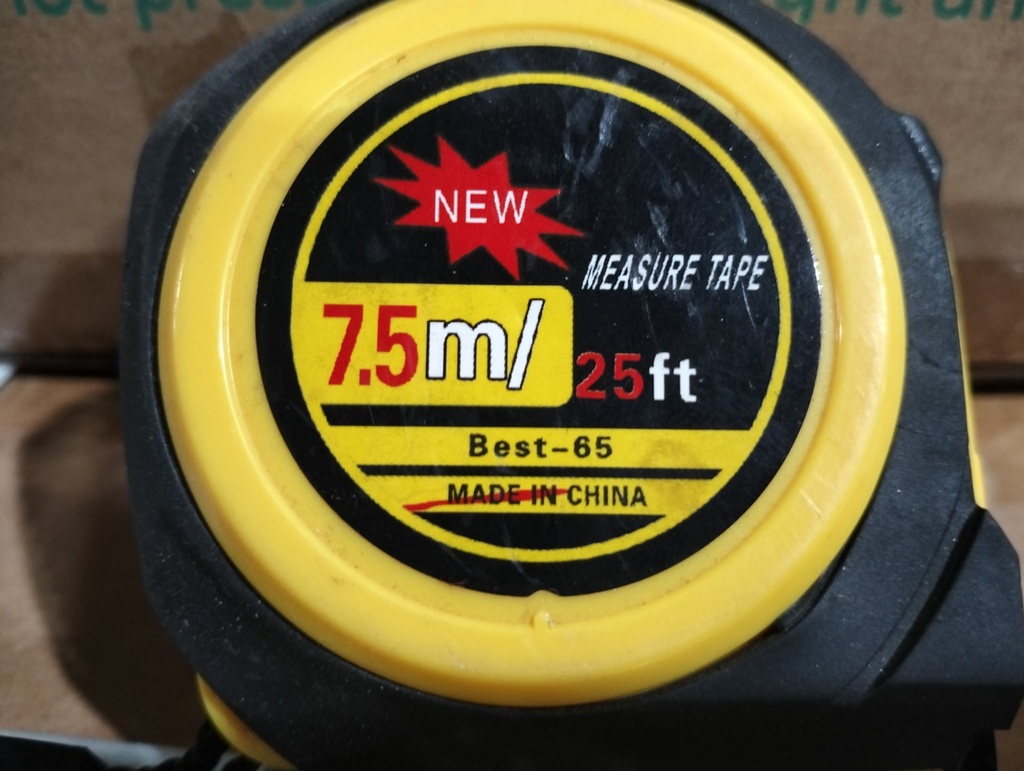 NEW
MEASURE TAPE
7.5m/
25ft
Best-65
MADE IN CHINA